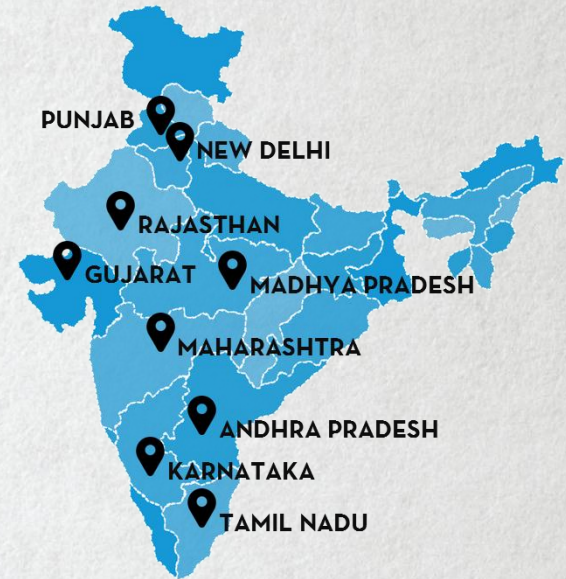 PUNJAB
NEW DELHI
RAJASTHAN
GUJARAT
MADHYA PRADESH
MAHARASHTRA
ANDHRA PRADESH
KARNATAKA
TAMIL NADU